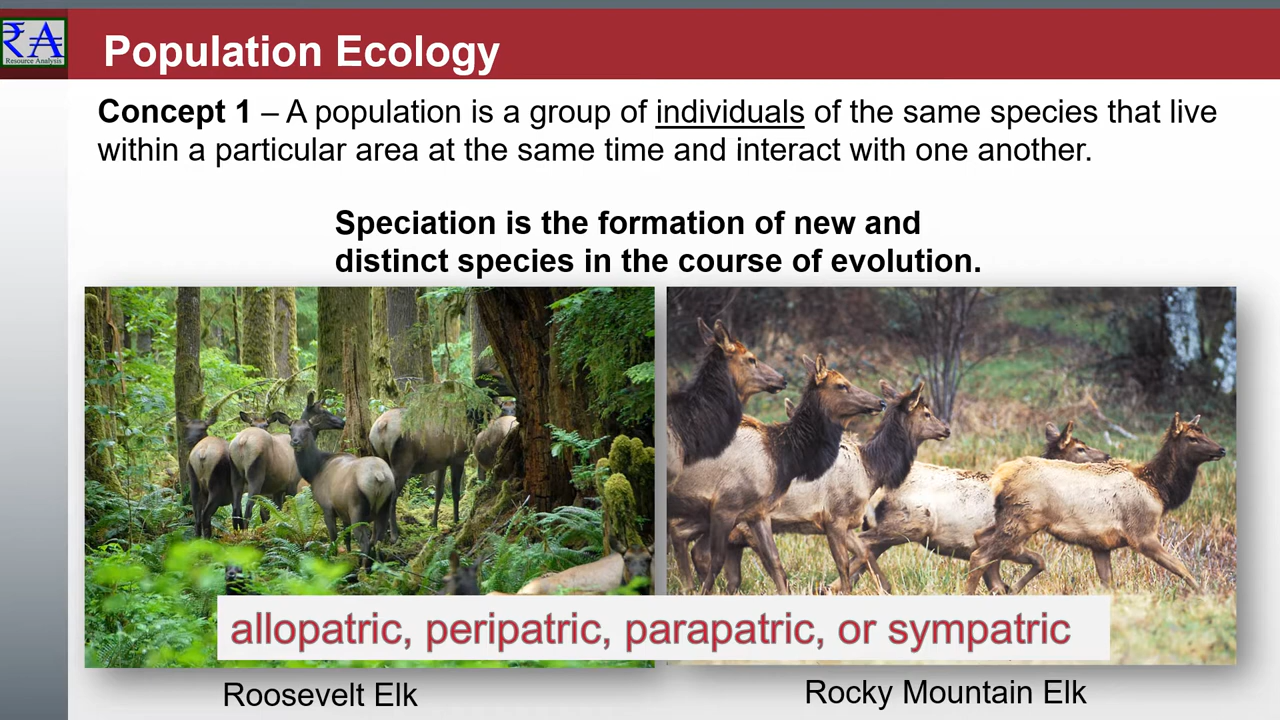 ₹A
Resource Analysis
Population Ecology
Concept 1 – A population is a group of individuals of the same species that live
within a particular area at the same time and interact with one another.
Speciation is the formation of new and
distinct species in the course of evolution.
allopatric, peripatric, parapatric, or sympatric
Roosevelt Elk
Rocky Mountain Elk